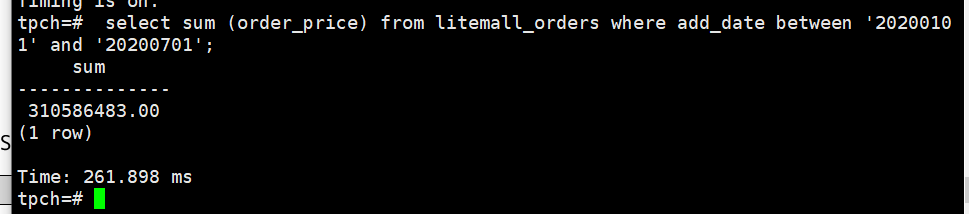 Timing is on.
tpch=#  select sum (order_price) from litemall_orders where add_date between '2020010
1' and '20200701';
     sum
--------------
 310586483.00
(1 row)
S
Time: 261.898 ms
tpch=#